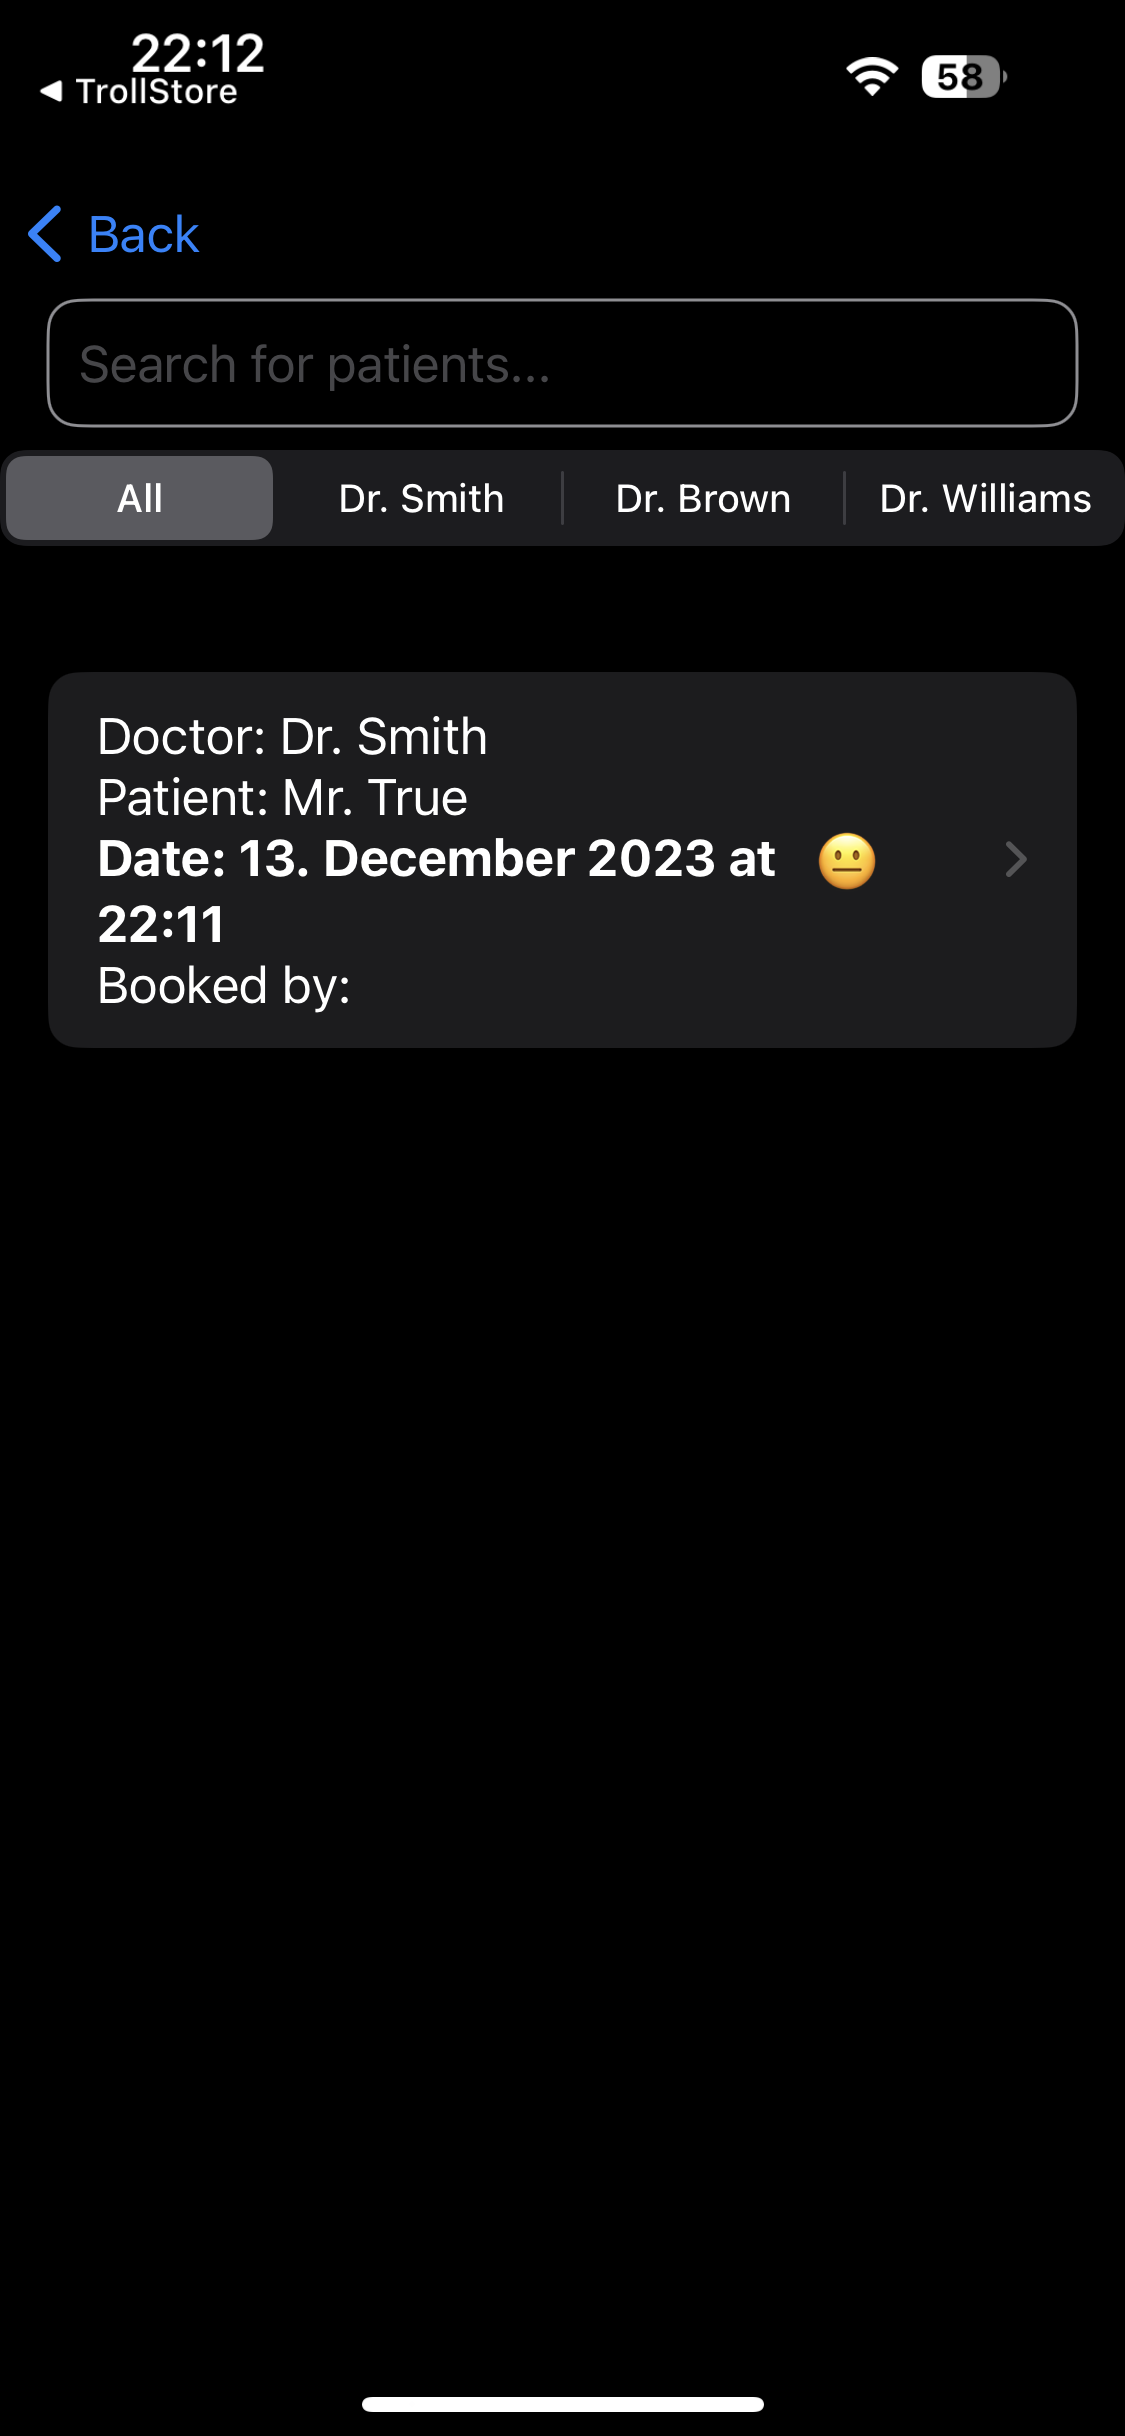 22:12
◀ TrollStore
58
Back
Search for patients...
All
Dr. Smith
Dr. Brown
Dr. Williams
Doctor: Dr. Smith
Patient: Mr. True
Date: 13. December 2023 at 😐
22:11
Booked by: